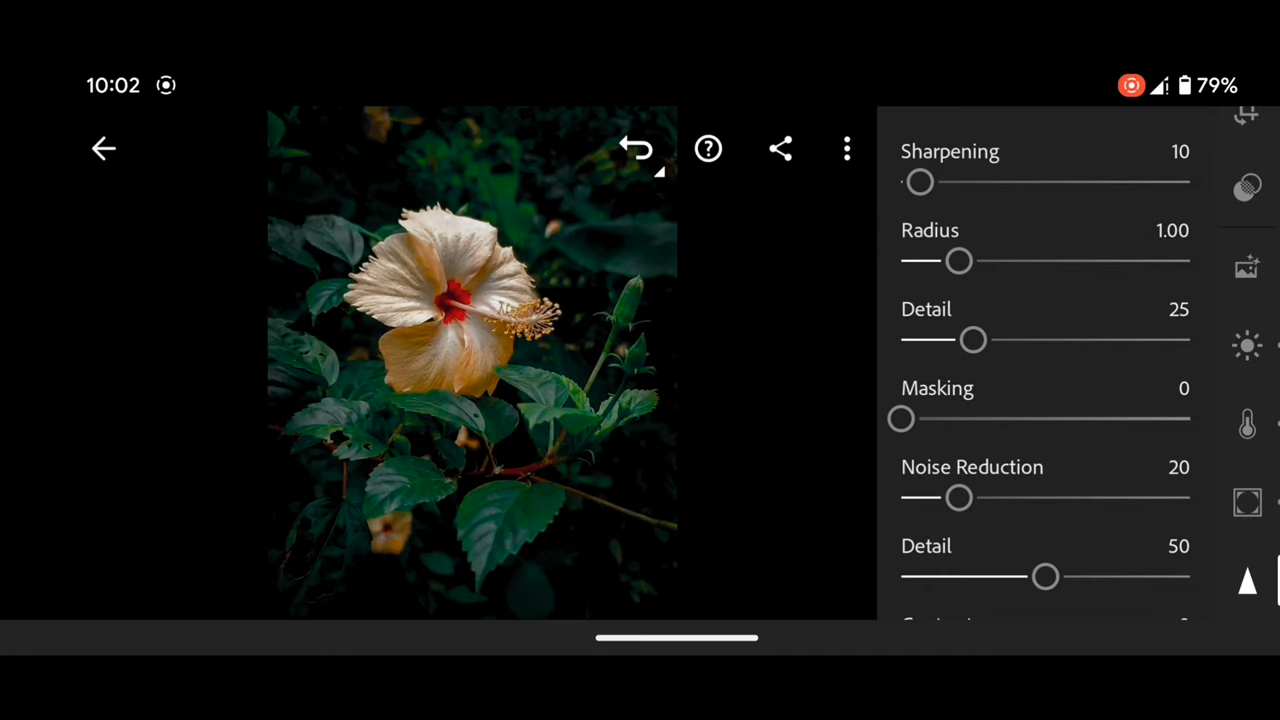 10:02
79%
Sharpening 10
Radius 1.00
Detail 25
Masking 0
Noise Reduction 20
Detail 50